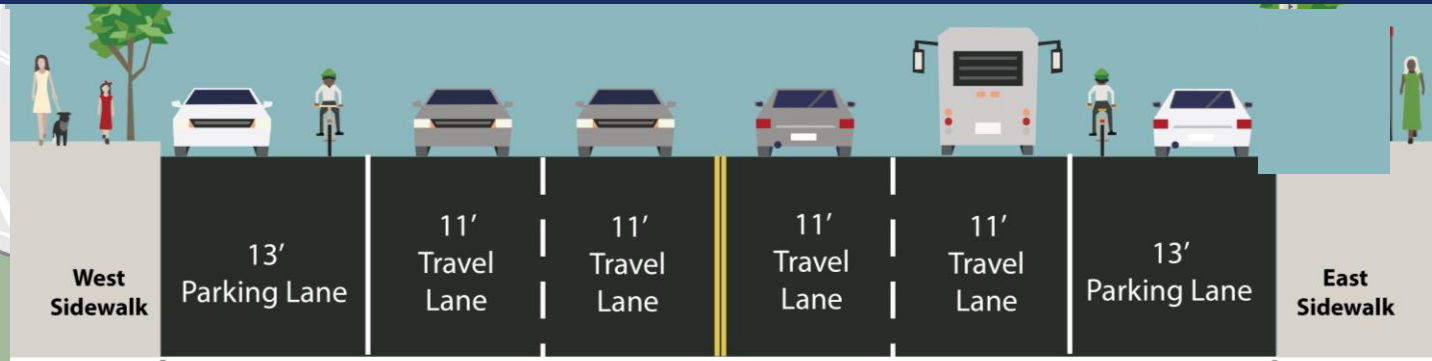 West
Sidewalk
13′
Parking Lane
11′
Travel
Lane
11′
Travel
Lane
11′
Travel
Lane
11′
Travel
Lane
13′
Parking Lane
East
Sidewalk